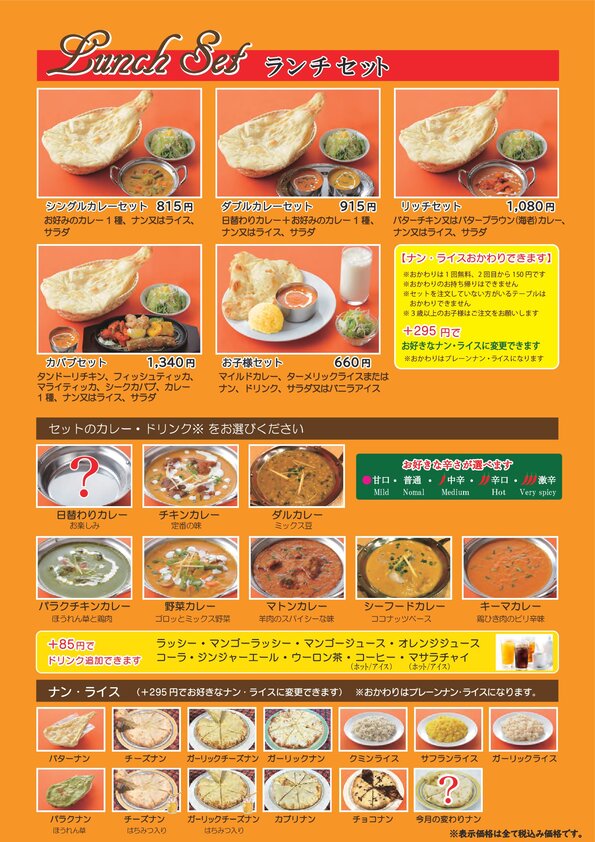 Lunch Set ランチセット
シングルカレーセット 815円
お好みのカレー1種、ナン又はライス、
サラダ
ダブルカレーセット 915円
日替わりカレー＋お好みのカレー1種、
ナン又はライス、サラダ
リッチセット 1,080円
バターチキン又はバターブラウン（海老）カレー、
ナン又はライス、サラダ
カバブセット 1,340円
タンドーリチキン、フィッシュティッカ、
マライティッカ、シークカバブ、カレー
1種、ナン又はライス、サラダ
お子様セット 660円
マイルドカレー、ターメリックライスまたは
ナン、ドリンク、サラダ又はバニラアイス
【ナン・ライスおかわりできます】
※おかわりは1回無料、2回目から150円です
※おかわりのお持ち帰りはできません
※セットを注文していない方がいるテーブルは
おかわりできません
※3歳以上のお子様はご注文をお願いします
＋295円で
お好きなナン・ライスに変更できます
※おかわりはプレーンナン・ライスになります
セットのカレー・ドリンク※ をお選びください
?
日替わりカレー
お楽しみ
チキンカレー
定番の味
ダルカレー
ミックス豆
お好きな辛さが選べます
甘口・普通・中辛・辛口・激辛
Mild Nomal Medium Hot Very spicy
パラクチキンカレー
ほうれん草と鶏肉
野菜カレー
ゴロッとミックス野菜
マトンカレー
羊肉のスパイシーな味
シーフードカレー
ココナッツベース
キーマカレー
鶏ひき肉のピリ辛味
＋85円で
ドリンク追加できます
ラッシー・マンゴーラッシー・マンゴージュース・オレンジジュース
コーラ・ジンジャーエール・ウーロン茶・コーヒー・マサラチャイ
（ホット/アイス） （ホット/アイス）
ナン・ライス （＋295円でお好きなナン・ライスに変更できます） ※おかわりはプレーンナン・ライスになります。
バターナン
チーズナン
ガーリックチーズナン
ガーリックナン
クミンライス
サフランライス
ガーリックライス
パラクナン
ほうれん草
チーズナン
はちみつ入り
ガーリックチーズナン
はちみつ入り
カブリナン
チョコナン
?
今月の変わりナン
※表示価格は全て税込み価格です。